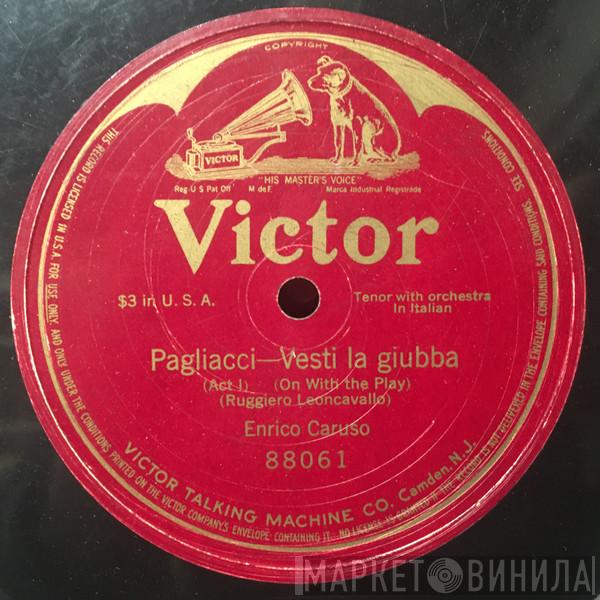 COPYRIGHT
VICTOR
"HIS MASTER'S VOICE"
Reg. U S Pat Off M de F. Marca Industrial Registrade
Victor
$3 in U. S. A.
Tenor with orchestra
In Italian
Pagliacci—Vesti la giubba
(Act I) (On With the Play)
(Ruggiero Leoncavallo)
Enrico Caruso
88061
VICTOR TALKING MACHINE CO. Camden, N. J.
THIS RECORD IS LICENSED IN U.S.A. FOR USE ONLY AND ONLY UNDER THE CONDITIONS PRINTED ON THE VICTOR COMPANY'S ENVELOPE CONTAINING IT. NO LICENSE IS GRANTED IF THE RECORD IS NOT DELIVERED IN THE ENVELOPE CONTAINING SAID CONDITIONS. SEE CONDITIONS.
МАРКЕТ ВИНИЛА